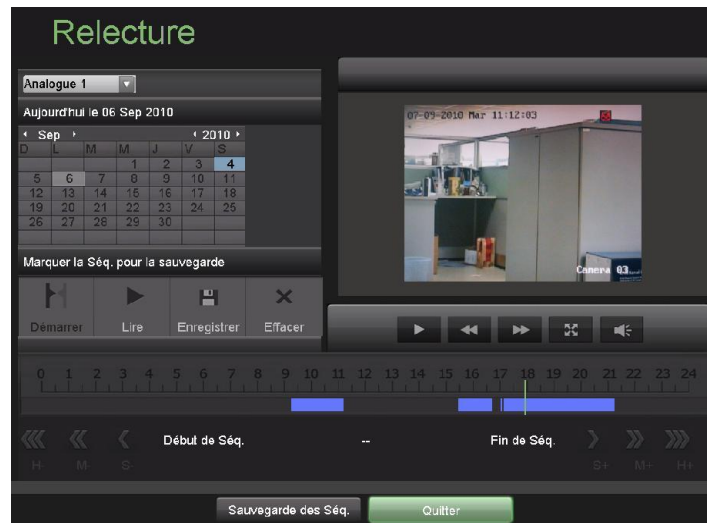 Relecture
Analogue 1
Aujourd'hui le 06 Sep 2010
Sep 2010
D L M M J V S
1 2 3 4
5 6 7 8 9 10 11
12 13 14 15 16 17 18
19 20 21 22 23 24 25
26 27 28 29 30
Marquer la Séq. pour la sauvegarde
Démarrer Lire Enregistrer Effacer
07-09-2010 Mar 11:12:03
Camera 03
0 1 2 3 4 5 6 7 8 9 10 11 12 13 14 15 16 17 18 19 20 21 22 23 24
Début de Séq. -- Fin de Séq.
H- M- S- S+ M+ H+
Sauvegarde des Séq. Quitter